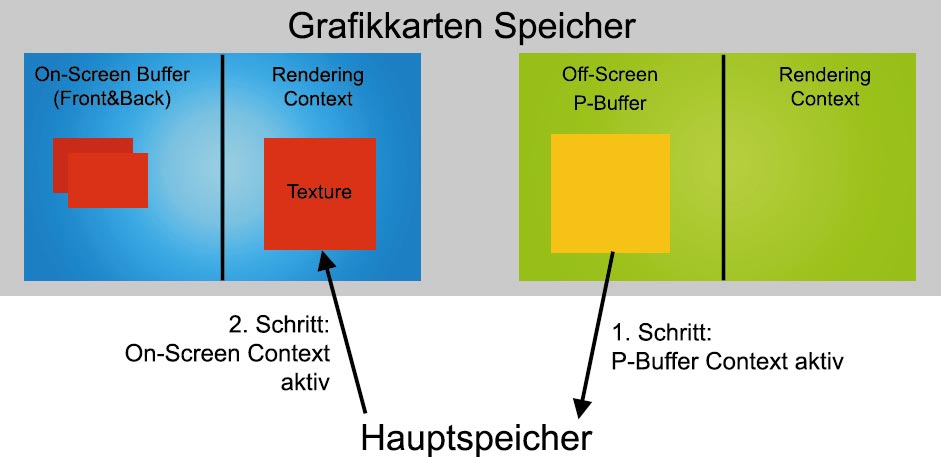 Grafikkarten Speicher
On-Screen Buffer
(Front&Back)
Rendering
Context
Texture
Off-Screen
P-Buffer
Rendering
Context
2. Schritt:
On-Screen Context
aktiv
1. Schritt:
P-Buffer Context aktiv
Hauptspeicher